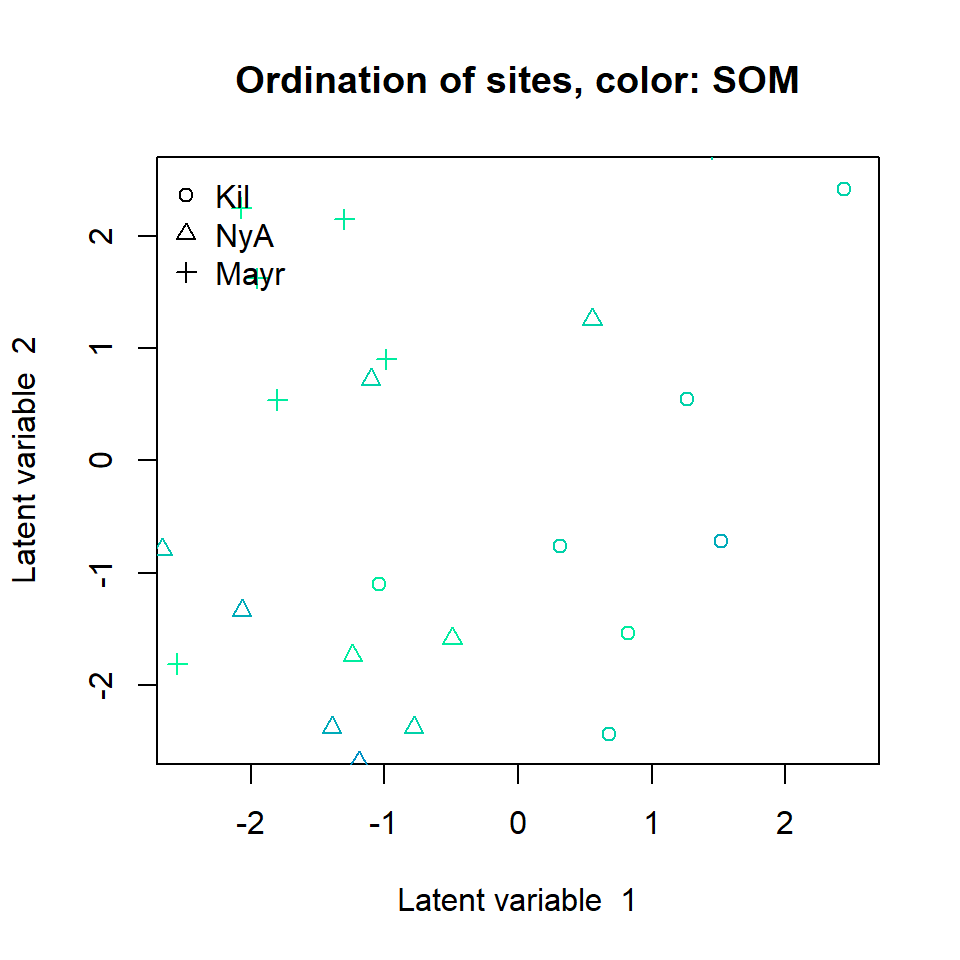 Ordination of sites, color: SOM
Kil
NyA
Mayr
2
1
0
-1
-2
Latent variable 2
-2
-1
0
1
2
Latent variable 1